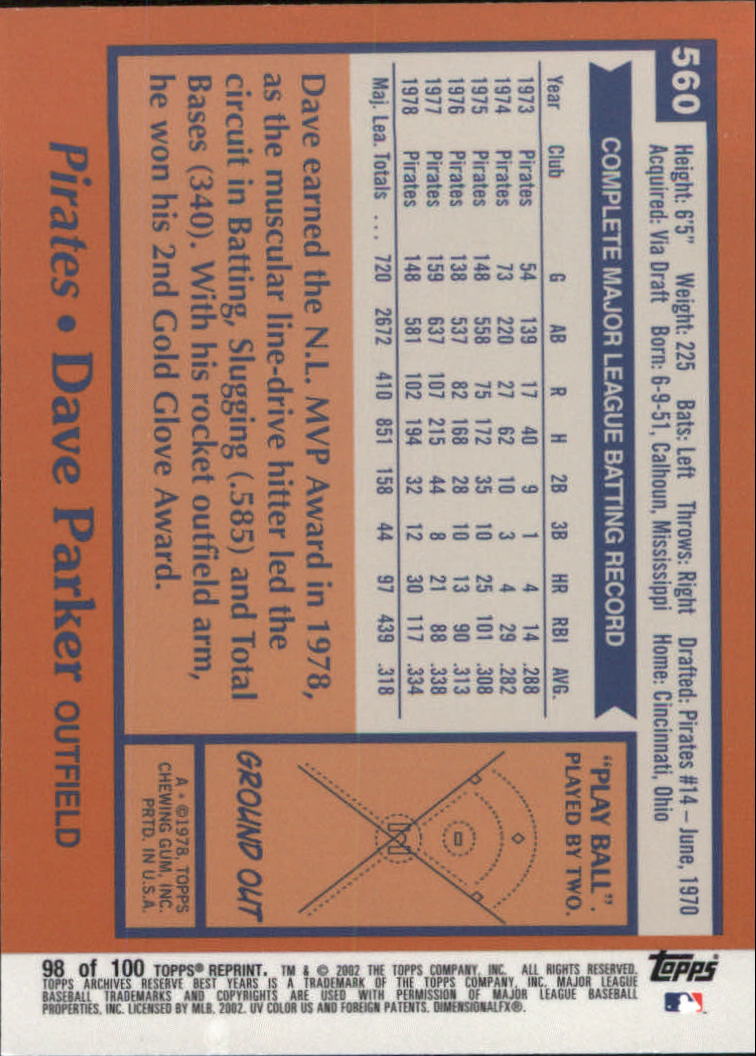 560
Height: 6'5" Weight: 225 Bats: Left Throws: Right Drafted: Pirates #14 – June, 1970
Acquired: Via Draft Born: 6-9-51, Calhoun, Mississippi Home: Cincinnati, Ohio
COMPLETE MAJOR LEAGUE BATTING RECORD
Year Club G AB R H 2B 3B HR RBI AVG.
1973 Pirates 54 139 17 40 9 1 4 14 .288
1974 Pirates 73 220 27 62 10 3 4 29 .282
1975 Pirates 148 558 75 172 35 10 25 101 .308
1976 Pirates 138 537 82 168 28 10 13 90 .313
1977 Pirates 159 637 107 215 44 8 21 88 .338
1978 Pirates 148 581 102 194 32 12 30 117 .334
Maj. Lea. Totals ... 720 2672 410 851 158 44 97 439 .318
Dave earned the N.L. MVP Award in 1978,
as the muscular line-drive hitter led the
circuit in Batting, Slugging (.585) and Total
Bases (340). With his rocket outfield arm,
he won his 2nd Gold Glove Award.
"PLAY BALL".
PLAYED BY TWO.
GROUND OUT
A • ©1978, TOPPS
CHEWING GUM, INC.
PRTD. IN U.S.A.
Pirates • Dave Parker OUTFIELD
Topps
98 of 100 TOPPS® REPRINT. TM & © 2002 THE TOPPS COMPANY, INC. ALL RIGHTS RESERVED.
TOPPS ARCHIVES RESERVE BEST YEARS IS A TRADEMARK OF THE TOPPS COMPANY, INC. MAJOR LEAGUE
BASEBALL TRADEMARKS AND COPYRIGHTS ARE USED WITH PERMISSION OF MAJOR LEAGUE BASEBALL
PROPERTIES, INC. LICENSED BY MLB. 2002. UV COLOR US AND FOREIGN PATENTS. DIMENSIONALFX®.